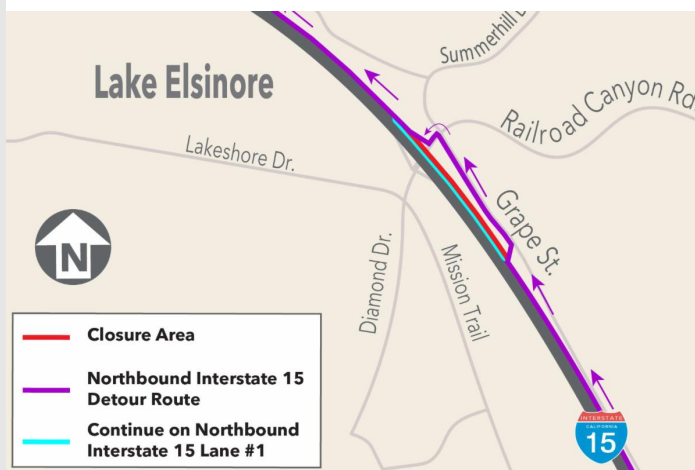 Summerhill D
Lake Elsinore
Railroad Canyon Rd
Lakeshore Dr.
Grape St.
N
Diamond Dr.
Mission Trail
Closure Area
Northbound Interstate 15
Detour Route
Continue on Northbound
Interstate 15 Lane #1
INTERSTATE
CALIFORNIA
15